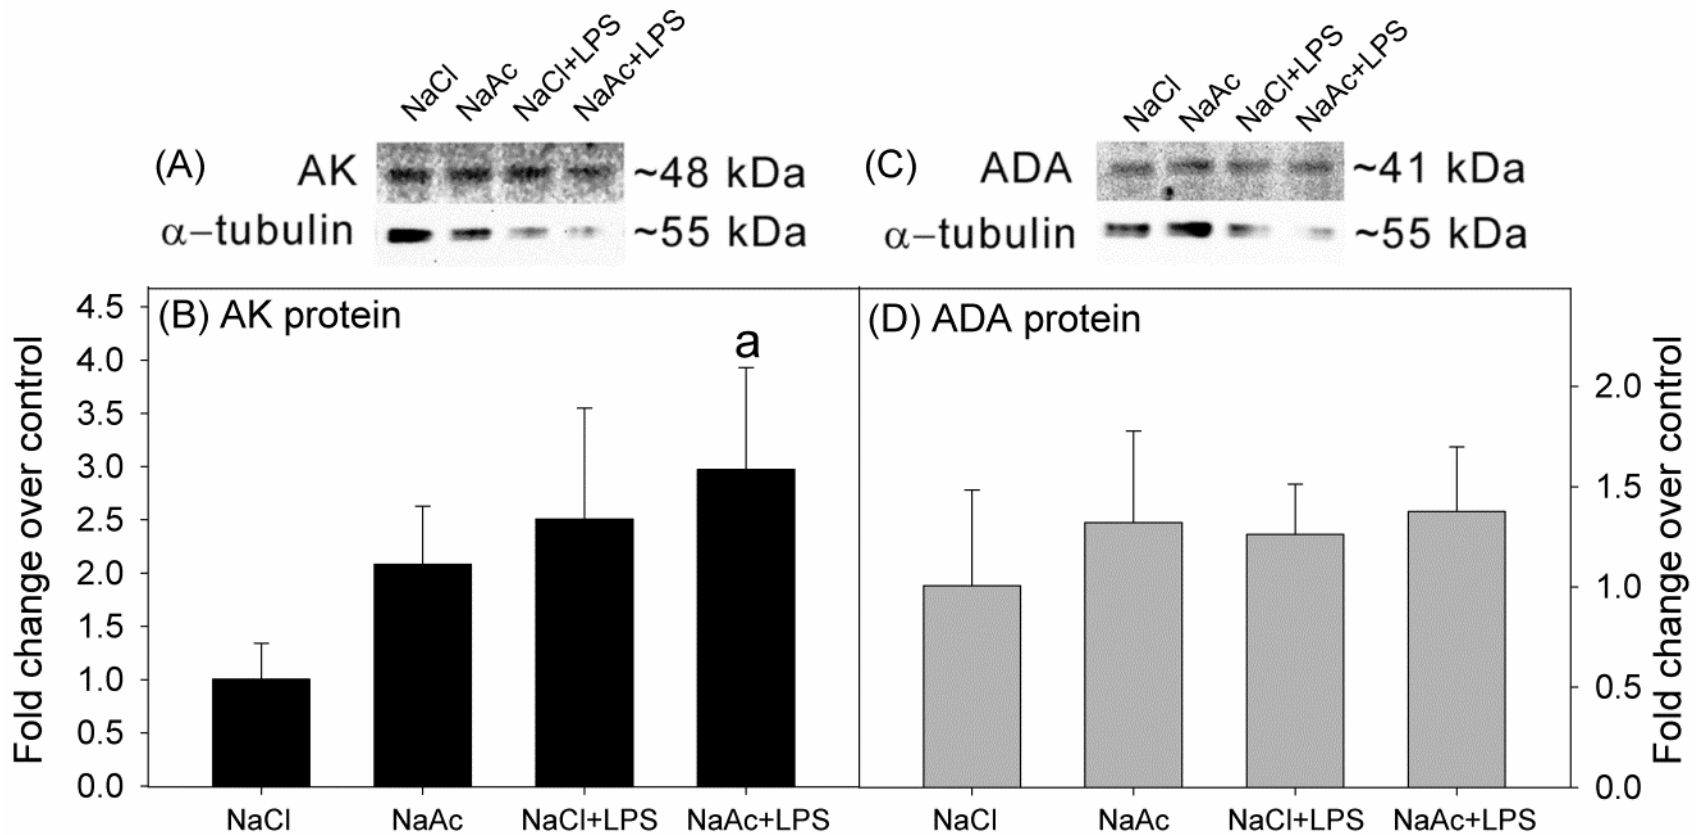 NaCl NaAc NaCl+LPS NaAc+LPS
(A) AK ~48 kDa
α-tubulin ~55 kDa
NaCl NaAc NaCl+LPS NaAc+LPS
(C) ADA ~41 kDa
α-tubulin ~55 kDa
(B) AK protein
Fold change over control
4.5
4.0
3.5
3.0
2.5
2.0
1.5
1.0
0.5
0.0
a
NaCl NaAc NaCl+LPS NaAc+LPS
(D) ADA protein
2.0
1.5
1.0
0.5
0.0
Fold change over control
NaCl NaAc NaCl+LPS NaAc+LPS